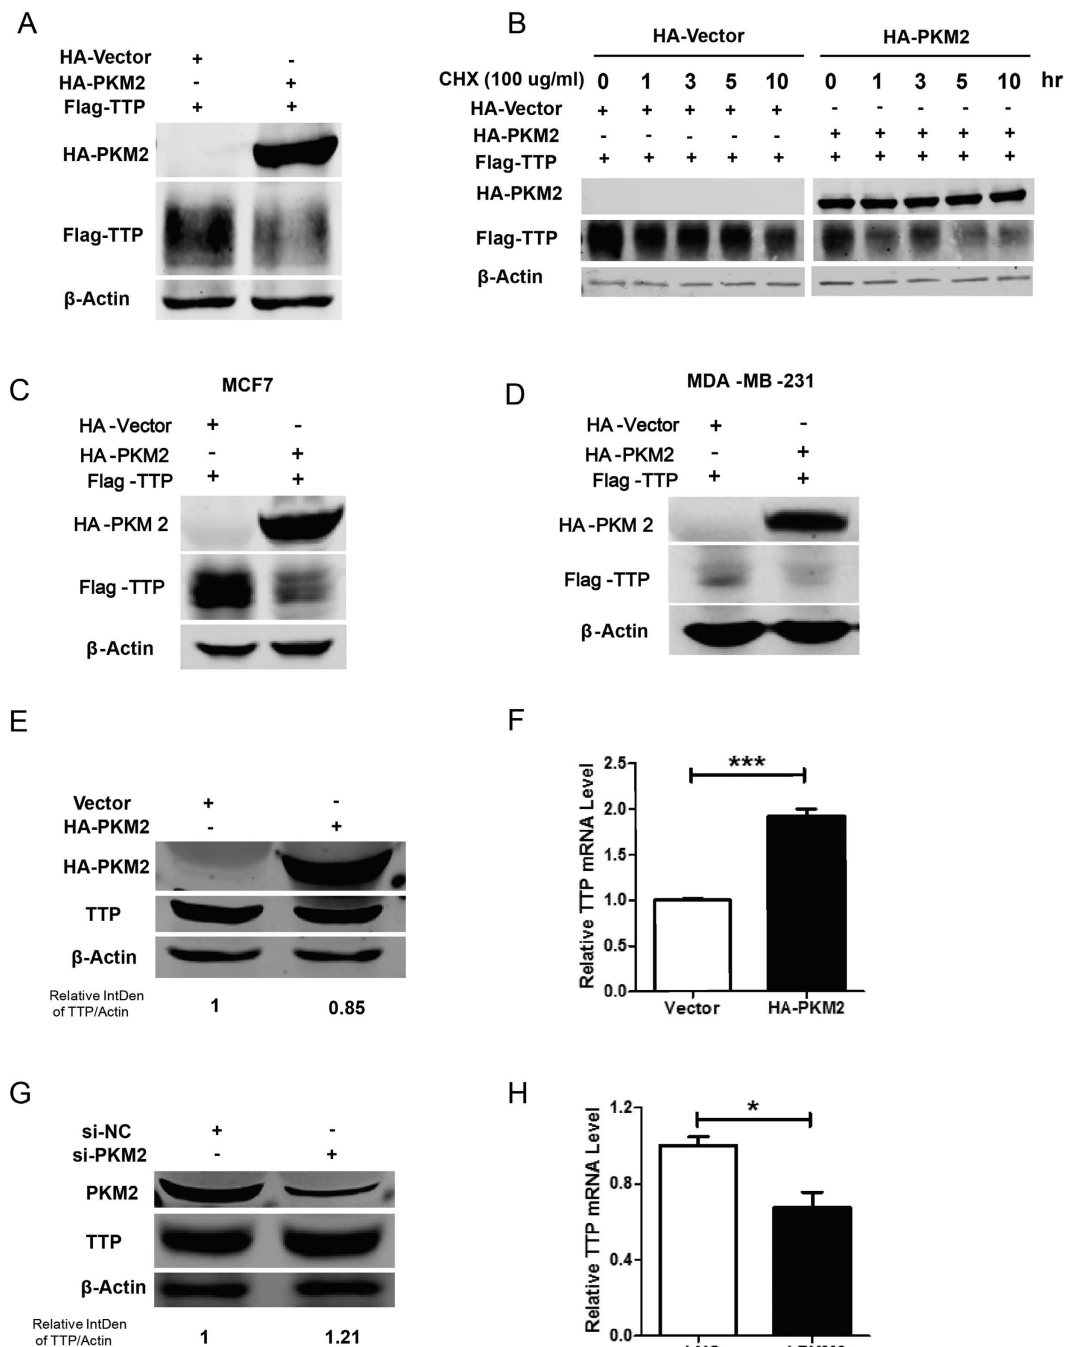 A
HA-Vector + -
HA-PKM2 - +
Flag-TTP + +
HA-PKM2
Flag-TTP
β-Actin
B
HA-Vector HA-PKM2
CHX (100 ug/ml) 0 1 3 5 10 0 1 3 5 10 hr
HA-Vector + + + + + - - - - -
HA-PKM2 - - - - - + + + + +
Flag-TTP + + + + + + + + + +
HA-PKM2
Flag-TTP
β-Actin
C
MCF7
HA-Vector + -
HA-PKM2 - +
Flag-TTP + +
HA-PKM 2
Flag-TTP
β-Actin
D
MDA-MB-231
HA-Vector + -
HA-PKM2 - +
Flag-TTP + +
HA-PKM 2
Flag-TTP
β-Actin
E
Vector + -
HA-PKM2 - +
HA-PKM2
TTP
β-Actin
Relative IntDen
of TTP/Actin 1 0.85
F
Relative TTP mRNA Level
2.5
2.0
1.5
1.0
0.5
0.0
***
Vector HA-PKM2
G
si-NC + -
si-PKM2 - +
PKM2
TTP
β-Actin
Relative IntDen
of TTP/Actin 1 1.21
H
Relative TTP mRNA Level
1.2
0.8
0.4
0.0
*